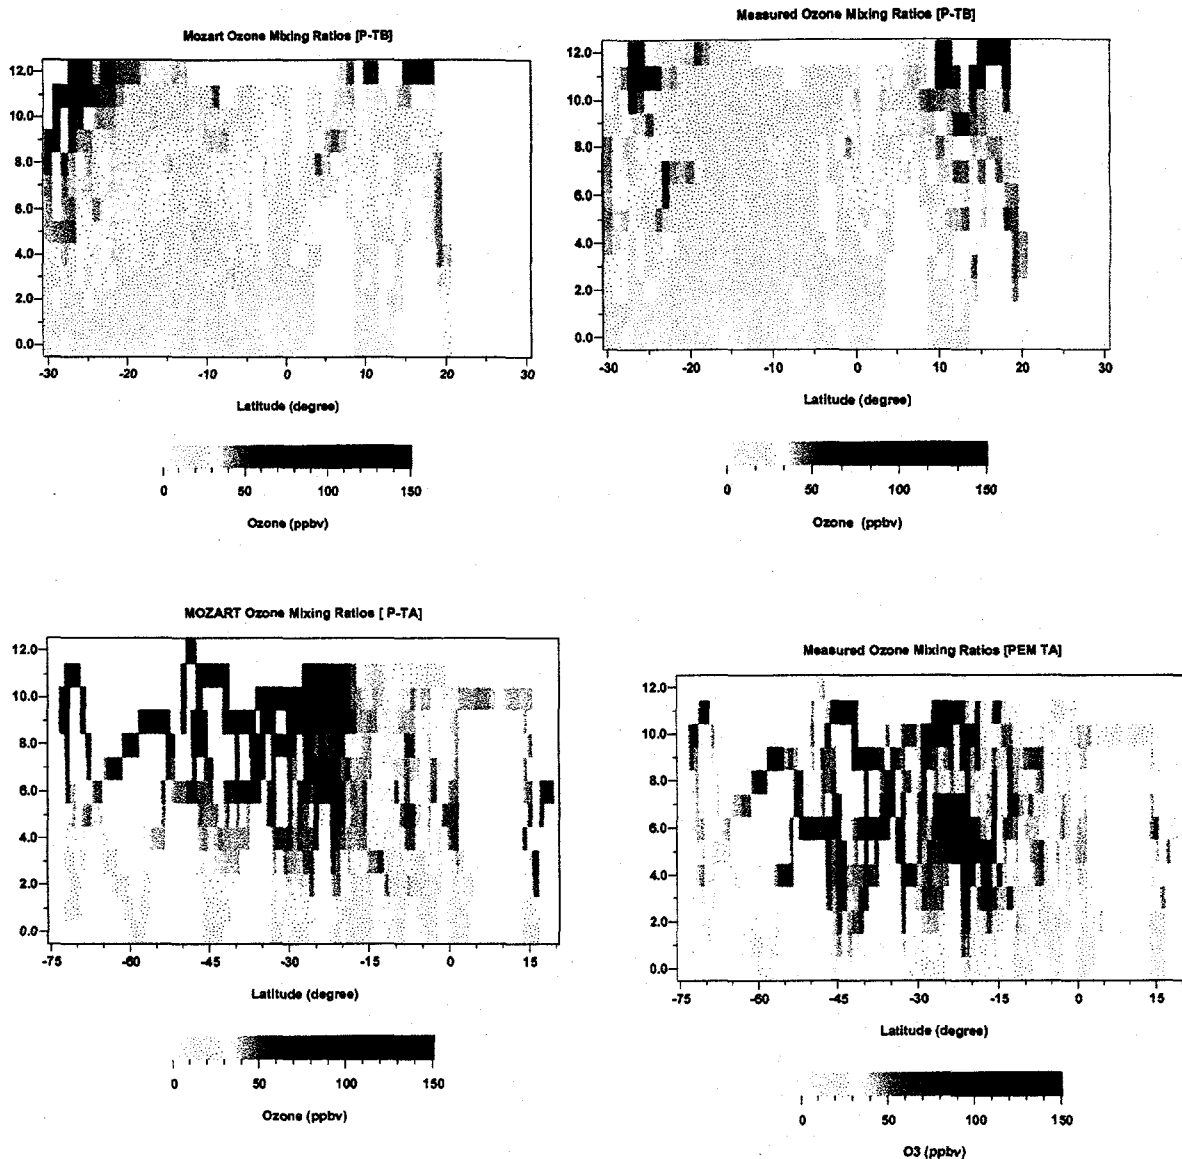 Mozart Ozone Mixing Ratios [P-TB]
12.0
10.0
8.0
6.0
4.0
2.0
0.0
-30 -20 -10 0 10 20 30
Latitude (degree)
0 50 100 150
Ozone (ppbv)
Measured Ozone Mixing Ratios [P-TB]
12.0
10.0
8.0
6.0
4.0
2.0
0.0
-30 -20 -10 0 10 20 30
Latitude (degree)
0 50 100 150
Ozone (ppbv)
MOZART Ozone Mixing Ratios [ P-TA]
12.0
10.0
8.0
6.0
4.0
2.0
0.0
-75 -60 -45 -30 -15 0 15
Latitude (degree)
0 50 100 150
Ozone (ppbv)
Measured Ozone Mixing Ratios [PEM TA]
12.0
10.0
8.0
6.0
4.0
2.0
0.0
-75 -60 -45 -30 -15 0 15
Latitude (degree)
0 50 100 150
O3 (ppbv)